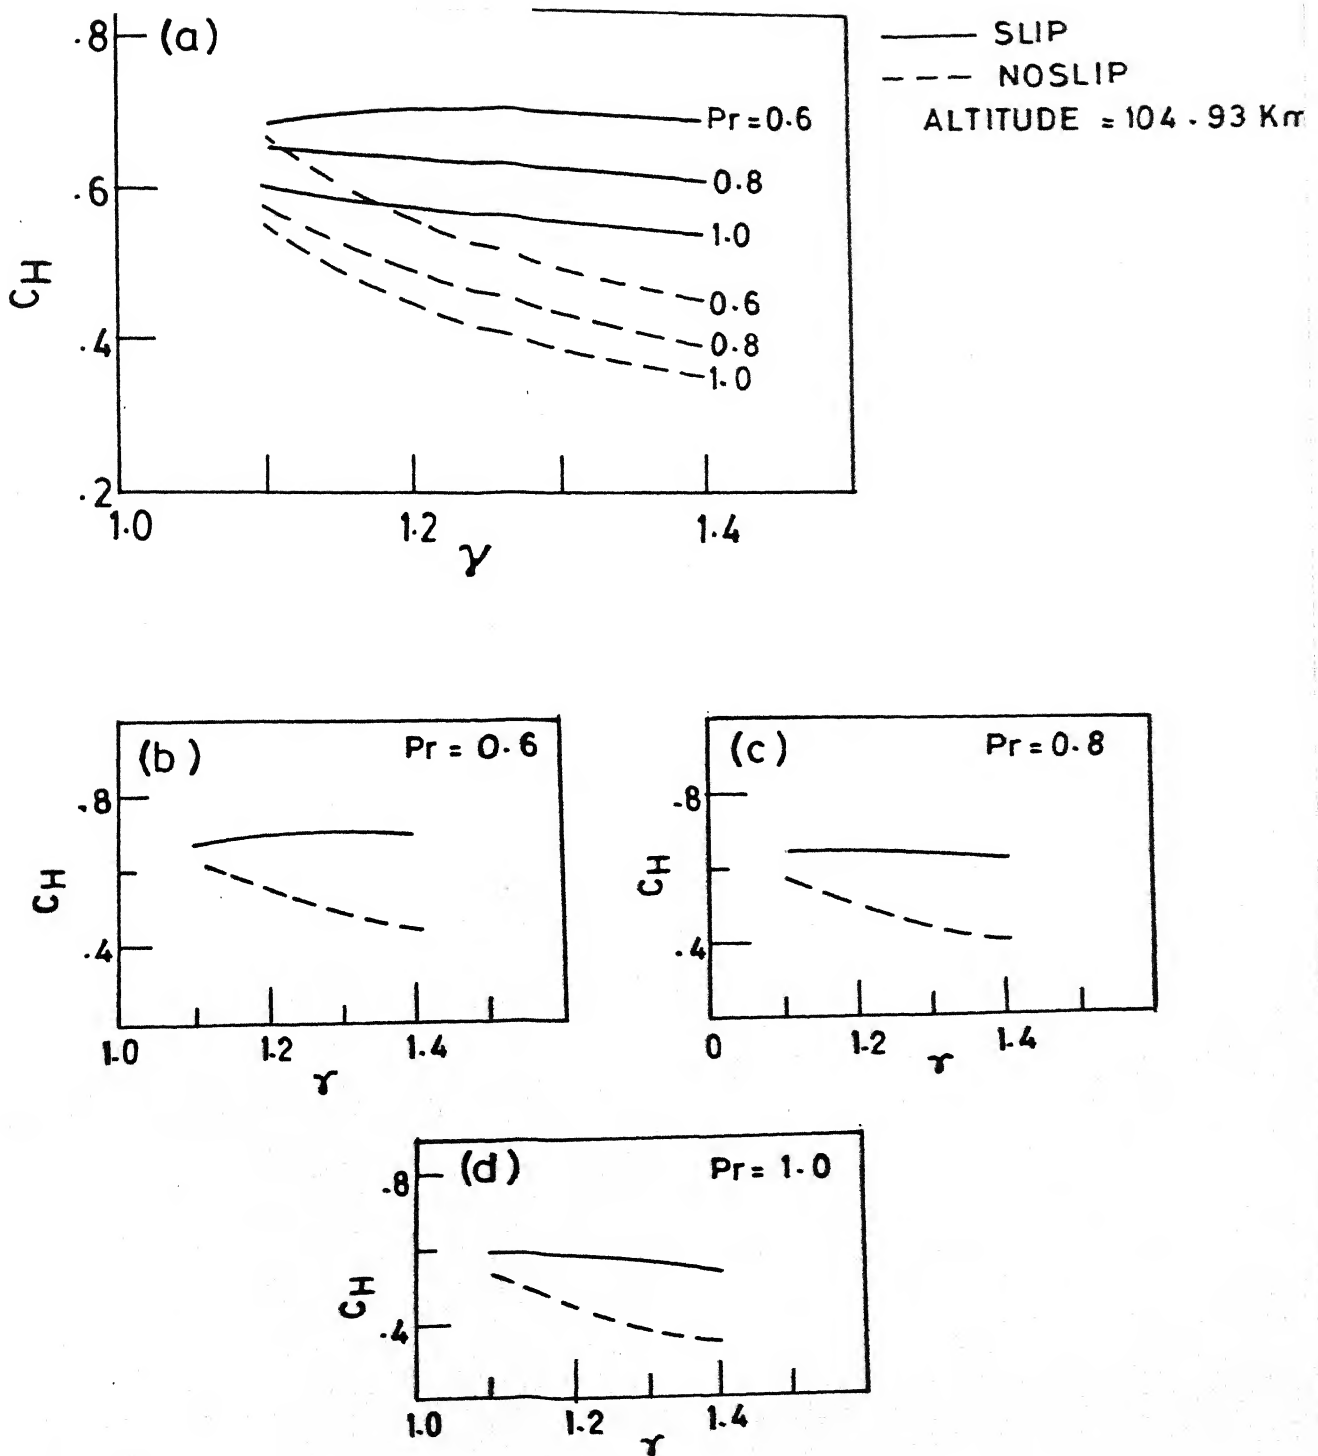 (a)
SLIP
NOSLIP
ALTITUDE = 104.93 Km
.8
.6
.4
.2
CH
Pr=0.6
0.8
1.0
0.6
0.8
1.0
1.0 1.2 1.4
γ
(b) Pr = 0.6
.8
.4
CH
1.0 1.2 1.4
γ
(c) Pr = 0.8
.8
.4
CH
0 1.2 1.4
γ
(d) Pr = 1.0
.8
.4
CH
1.0 1.2 1.4
γ